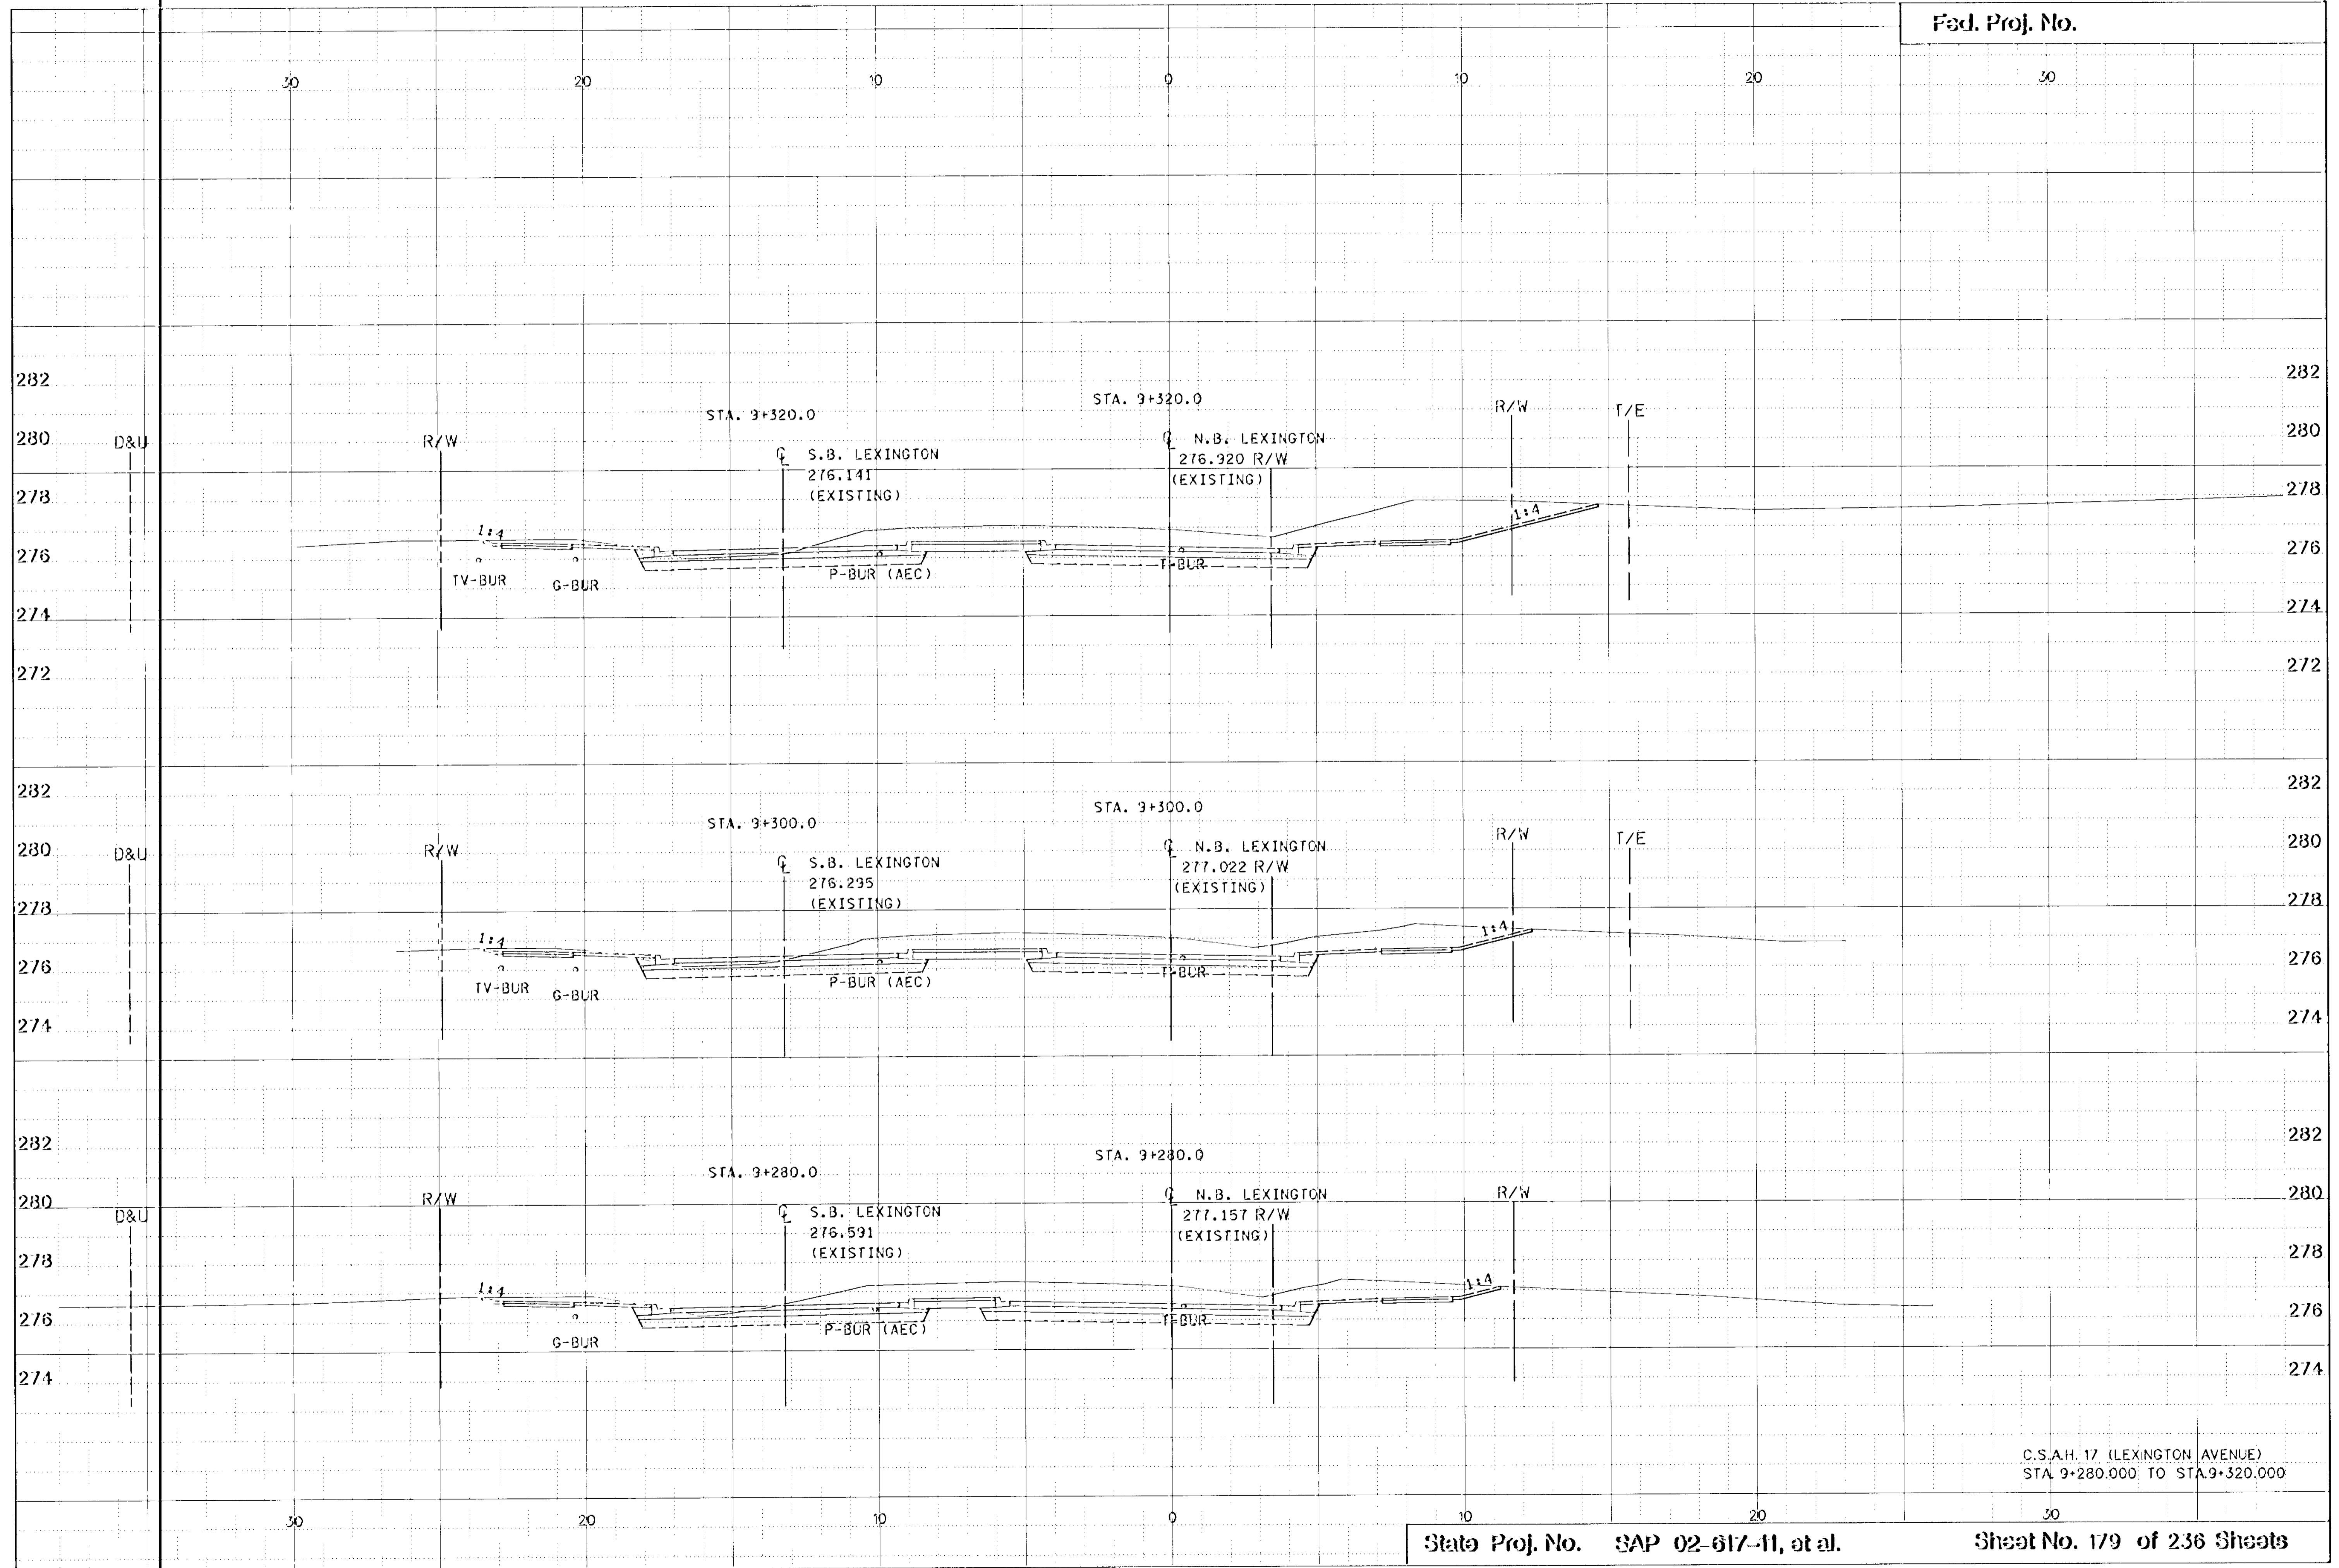 Fed. Proj. No.
30 20 10 0 10 20 30
282 282
STA. 9+320.0 STA. 9+320.0
R/W T/E
280 D&U R/W 280
℄ S.B. LEXINGTON ℄ N.B. LEXINGTON
276.141 276.920 R/W
(EXISTING) (EXISTING)
278 278
1:4 1:4
276 276
TV-BUR G-BUR P-BUR (AEC) T-BUR
274 274
272 272
282 282
STA. 9+300.0 STA. 9+300.0
R/W T/E
280 D&U R/W 280
℄ S.B. LEXINGTON ℄ N.B. LEXINGTON
276.295 277.022 R/W
(EXISTING) (EXISTING)
278 278
1:4 1:4
276 276
TV-BUR G-BUR P-BUR (AEC) T-BUR
274 274
282 282
STA. 9+280.0 STA. 9+280.0
280 D&U R/W R/W 280
℄ S.B. LEXINGTON ℄ N.B. LEXINGTON
276.591 277.157 R/W
(EXISTING) (EXISTING)
278 278
1:4 1:4
276 276
G-BUR P-BUR (AEC) T-BUR
274 274
C.S.A.H. 17 (LEXINGTON AVENUE)
STA. 9+280.000 TO STA.9+320.000
30 20 10 0 10 20 30
State Proj. No. SAP 02-617-11, et al. Sheet No. 179 of 236 Sheets